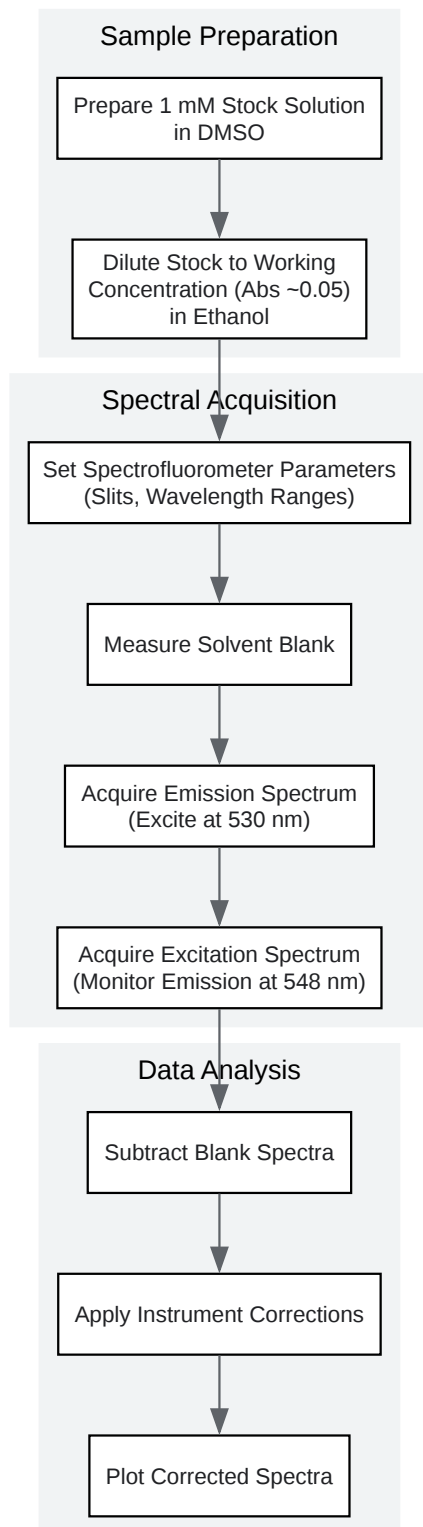 Sample Preparation
Prepare 1 mM Stock Solution
in DMSO
Dilute Stock to Working
Concentration (Abs ~0.05)
in Ethanol
Spectral Acquisition
Set Spectrofluorometer Parameters
(Slits, Wavelength Ranges)
Measure Solvent Blank
Acquire Emission Spectrum
(Excite at 530 nm)
Acquire Excitation Spectrum
(Monitor Emission at 548 nm)
Data Analysis
Subtract Blank Spectra
Apply Instrument Corrections
Plot Corrected Spectra